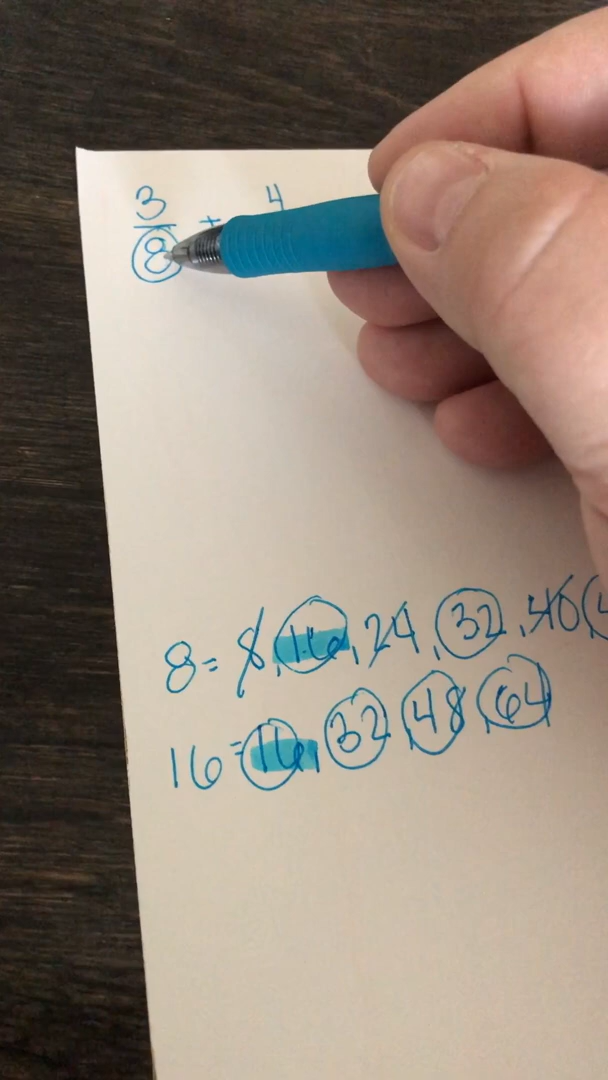 3 + 4
8
8 = 8, 16, 24, 32, 40
16 = 16, 32, 48, 64